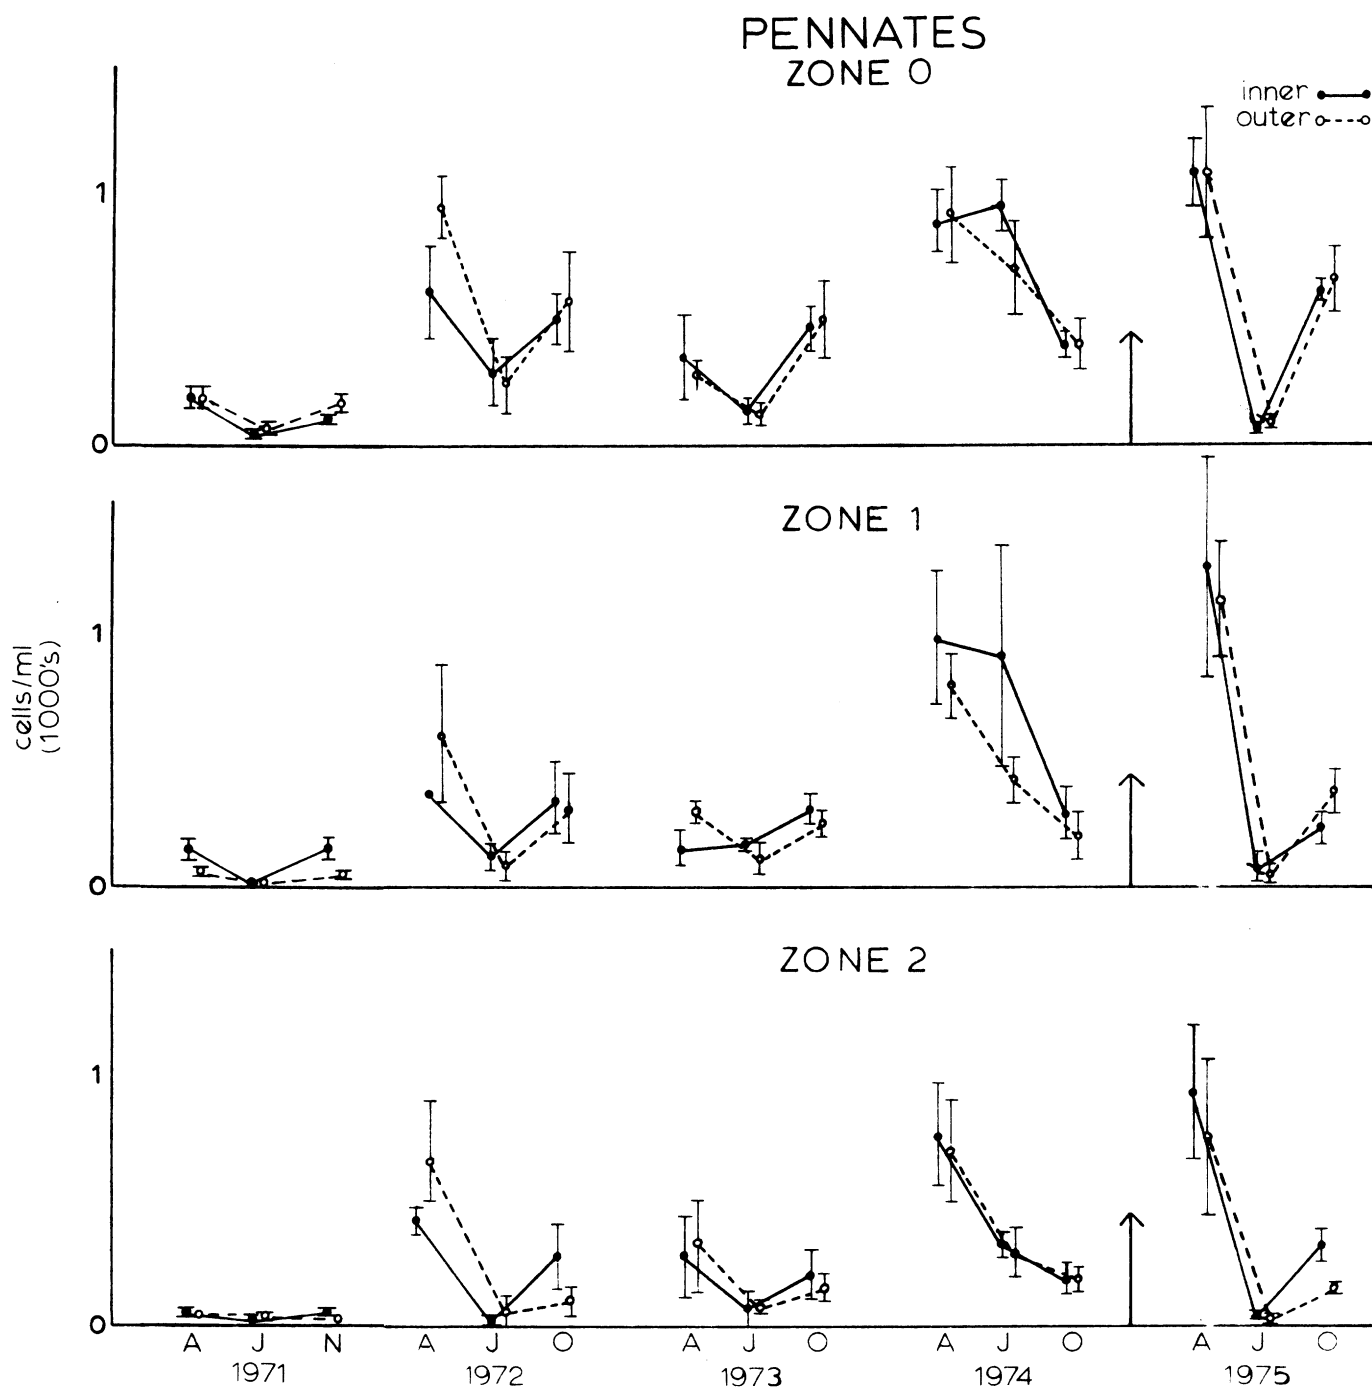 PENNATES
ZONE 0
inner
outer
1
0
ZONE 1
1
0
cells/ml
(1000's)
ZONE 2
1
0
A J N A J O A J O A J O A J O
1971 1972 1973 1974 1975